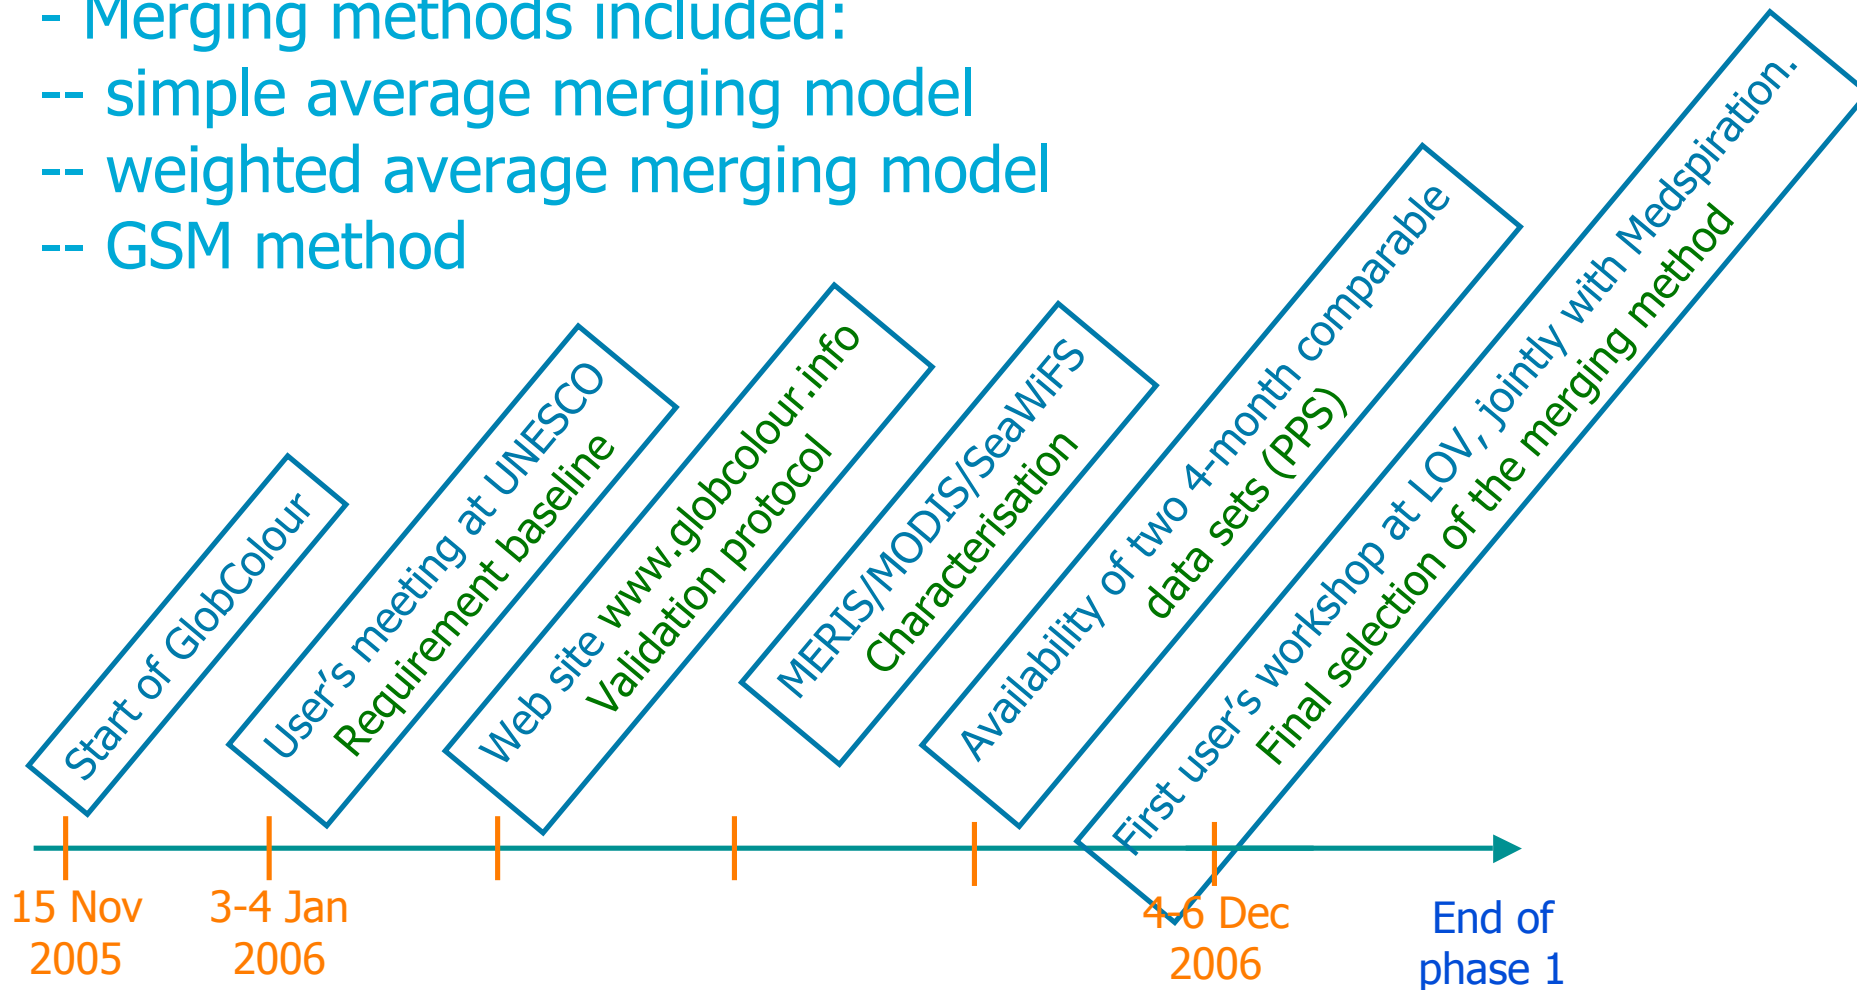 - Merging methods included:
-- simple average merging model
-- weighted average merging model
-- GSM method
Start of GlobColour
User’s meeting at UNESCO
Requirement baseline
Web site www.globcolour.info
Validation protocol
MERIS/MODIS/SeaWiFS
Characterisation
Availability of two 4-month comparable
data sets (PPS)
First user’s workshop at LOV, jointly with Medspiration.
Final selection of the merging method
15 Nov
2005
3-4 Jan
2006
4-6 Dec
2006
End of
phase 1